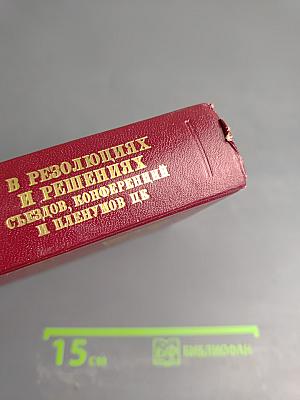 В РЕЗОЛЮЦИЯХ
И РЕШЕНИЯХ
СЪЕЗДОВ, КОНФЕРЕНЦИЙ
И ПЛЕНУМОВ ЦК
15 см
БИБЛИОФАН